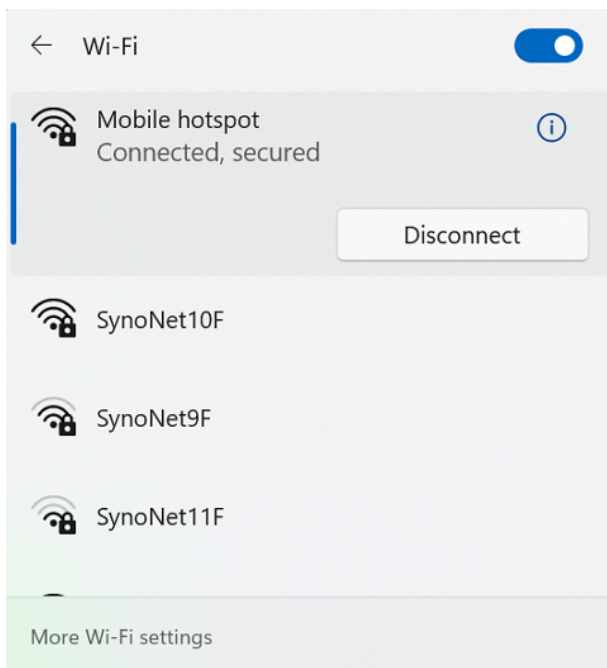 Wi-Fi
Mobile hotspot
Connected, secured
Disconnect
SynoNet10F
SynoNet9F
SynoNet11F
More Wi-Fi settings